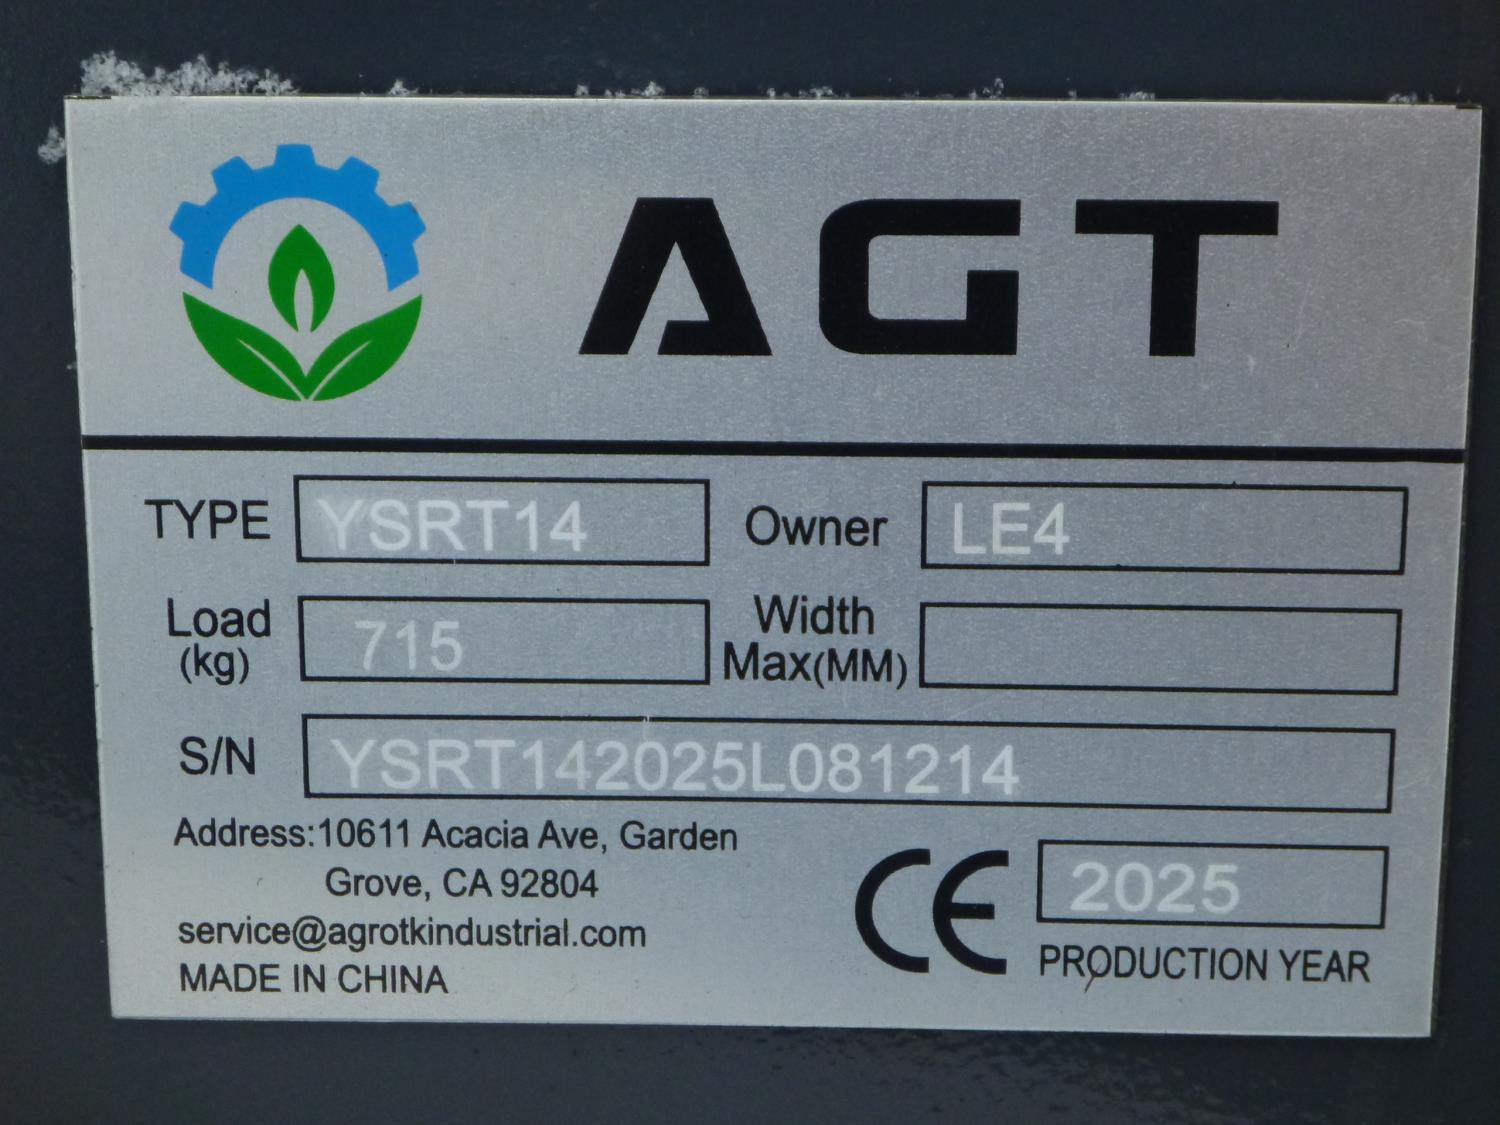 AGT
TYPE YSRT14 Owner LE4
Load (kg) 715 Width Max(MM)
S/N YSRT142025L081214
Address:10611 Acacia Ave, Garden
Grove, CA 92804
service@agrotkindustrial.com
MADE IN CHINA
CE 2025
PRODUCTION YEAR